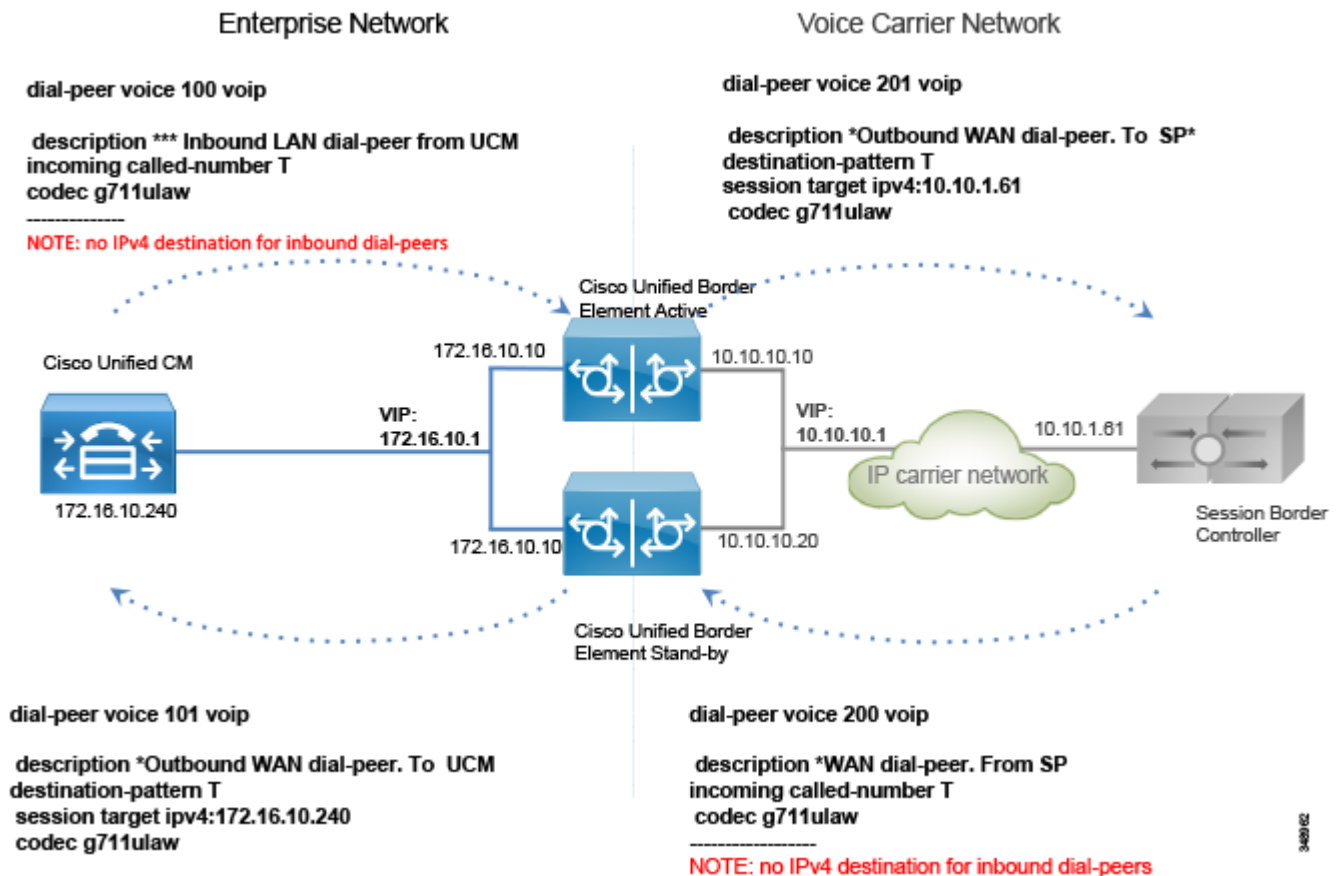 Enterprise Network
Voice Carrier Network
dial-peer voice 100 voip
description *** Inbound LAN dial-peer from UCM
incoming called-number T
codec g711ulaw
--------------
NOTE: no IPv4 destination for inbound dial-peers
dial-peer voice 201 voip
description *Outbound WAN dial-peer. To SP*
destination-pattern T
session target ipv4:10.10.1.61
codec g711ulaw
Cisco Unified Border
Element Active
Cisco Unified CM
172.16.10.240
VIP:
172.16.10.1
172.16.10.10
10.10.10.10
VIP:
10.10.10.1
IP carrier network
10.10.1.61
Session Border
Controller
172.16.10.10
10.10.10.20
Cisco Unified Border
Element Stand-by
dial-peer voice 101 voip
description *Outbound WAN dial-peer. To UCM
destination-pattern T
session target ipv4:172.16.10.240
codec g711ulaw
dial-peer voice 200 voip
description *WAN dial-peer. From SP
incoming called-number T
codec g711ulaw
------------------
NOTE: no IPv4 destination for inbound dial-peers
348962